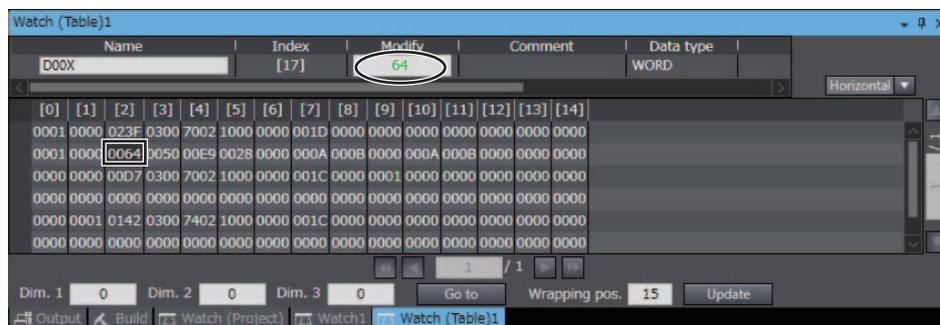 Watch (Table)1
Name Index Modify Comment Data type
D00X [17] 64 WORD
Horizontal
[0] [1] [2] [3] [4] [5] [6] [7] [8] [9] [10] [11] [12] [13] [14]
0001 0000 023F 0300 7002 1000 0000 001D 0000 0000 0000 0000 0000 0000 0000
0001 0000 0064 0050 00E9 0028 0000 000A 000B 0000 000A 000B 0000 0000 0000
0000 0000 00D7 0300 7002 1000 0000 001C 0000 0001 0000 0000 0000 0000 0000
0000 0000 0000 0000 0000 0000 0000 0000 0000 0000 0000 0000 0000 0000 0000
0000 0001 0142 0300 7402 1000 0000 001C 0000 0000 0000 0000 0000 0000 0000
0000 0000 0000 0000 0000 0000 0000 0000 0000 0000 0000 0000 0000 0000 0000
1 / 1
Dim. 1 0 Dim. 2 0 Dim. 3 0 Go to Wrapping pos. 15 Update
Output Build Watch (Project) Watch1 Watch (Table)1